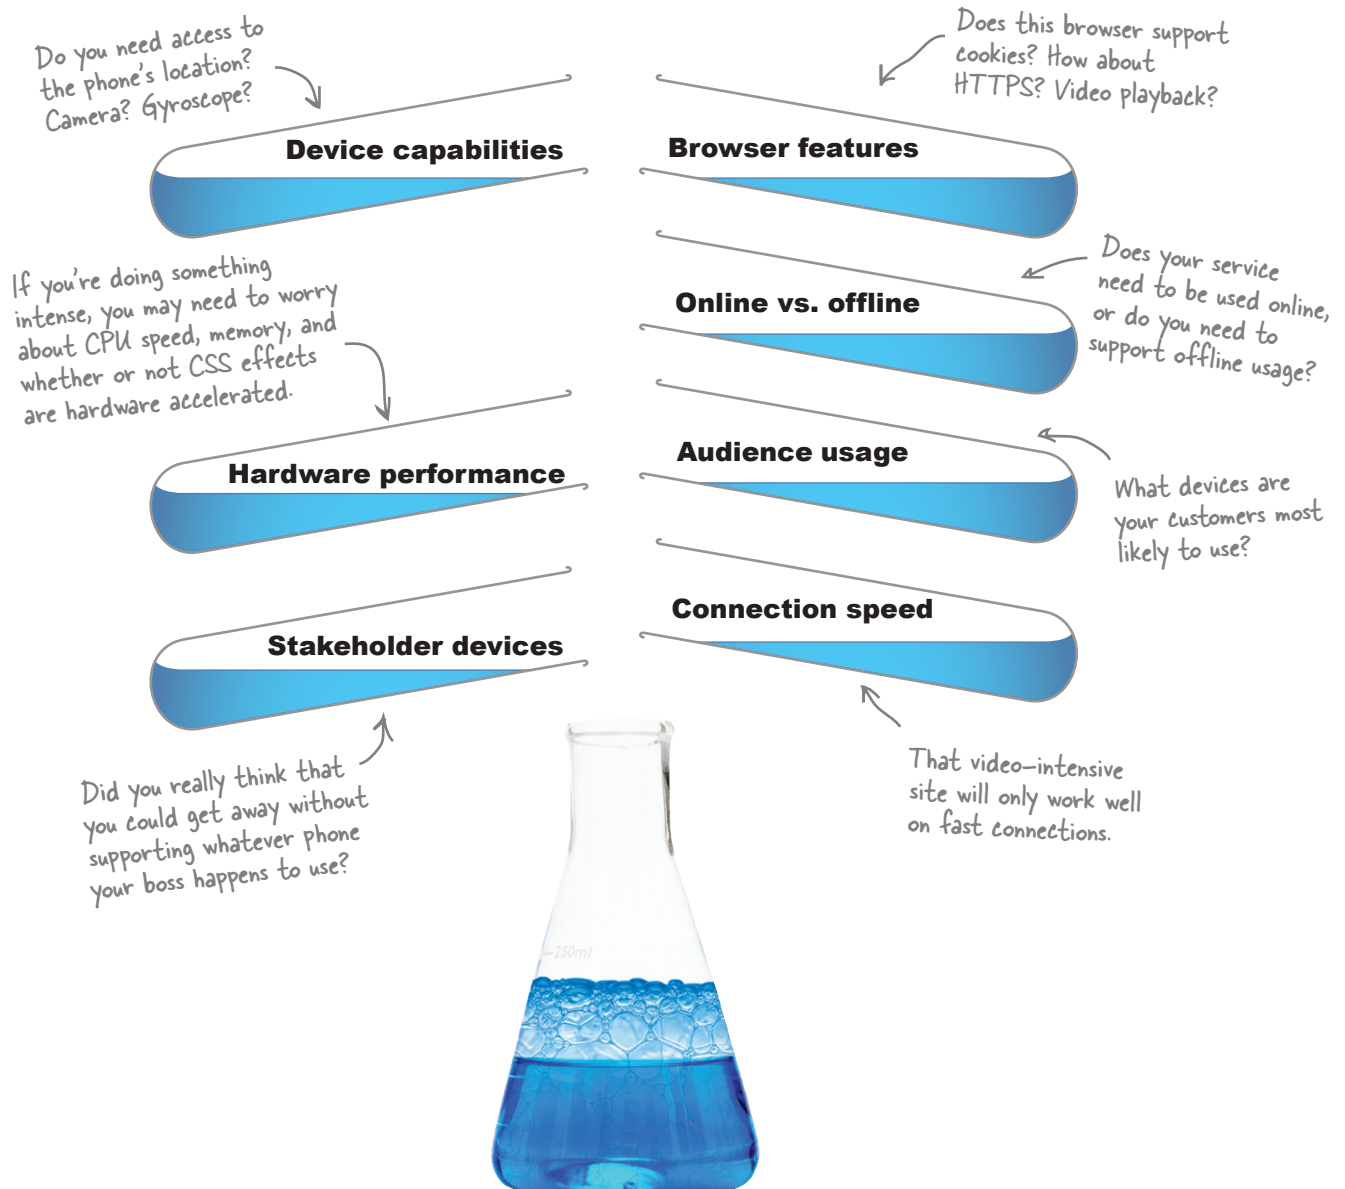 Do you need access to
the phone's location?
Camera? Gyroscope?
Device capabilities
Does this browser support
cookies? How about
HTTPS? Video playback?
Browser features
Does your service
need to be used online,
or do you need to
support offline usage?
Online vs. offline
If you're doing something
intense, you may need to worry
about CPU speed, memory, and
whether or not CSS effects
are hardware accelerated.
Hardware performance
Audience usage
What devices are
your customers most
likely to use?
Stakeholder devices
Did you really think that
you could get away without
supporting whatever phone
your boss happens to use?
Connection speed
That video-intensive
site will only work well
on fast connections.
250ml